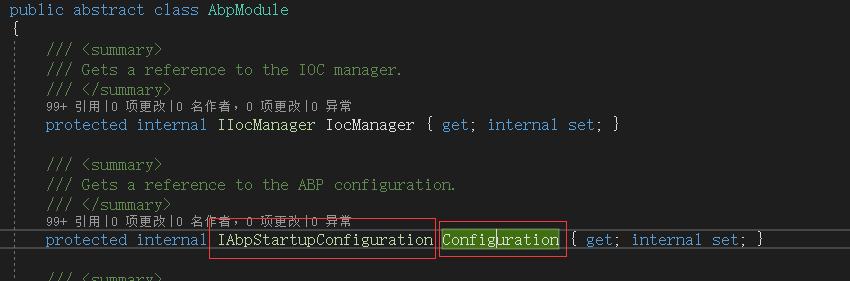 public abstract class AbpModule
{
/// <summary>
/// Gets a reference to the IOC manager.
/// </summary>
99+ 引用|0 项更改|0 名作者, 0 项更改|0 异常
protected internal IIocManager IocManager { get; internal set; }
/// <summary>
/// Gets a reference to the ABP configuration.
/// </summary>
99+ 引用|0 项更改|0 名作者, 0 项更改|0 异常
protected internal IAbpStartupConfiguration Configuration { get; internal set; }
/// <summary>